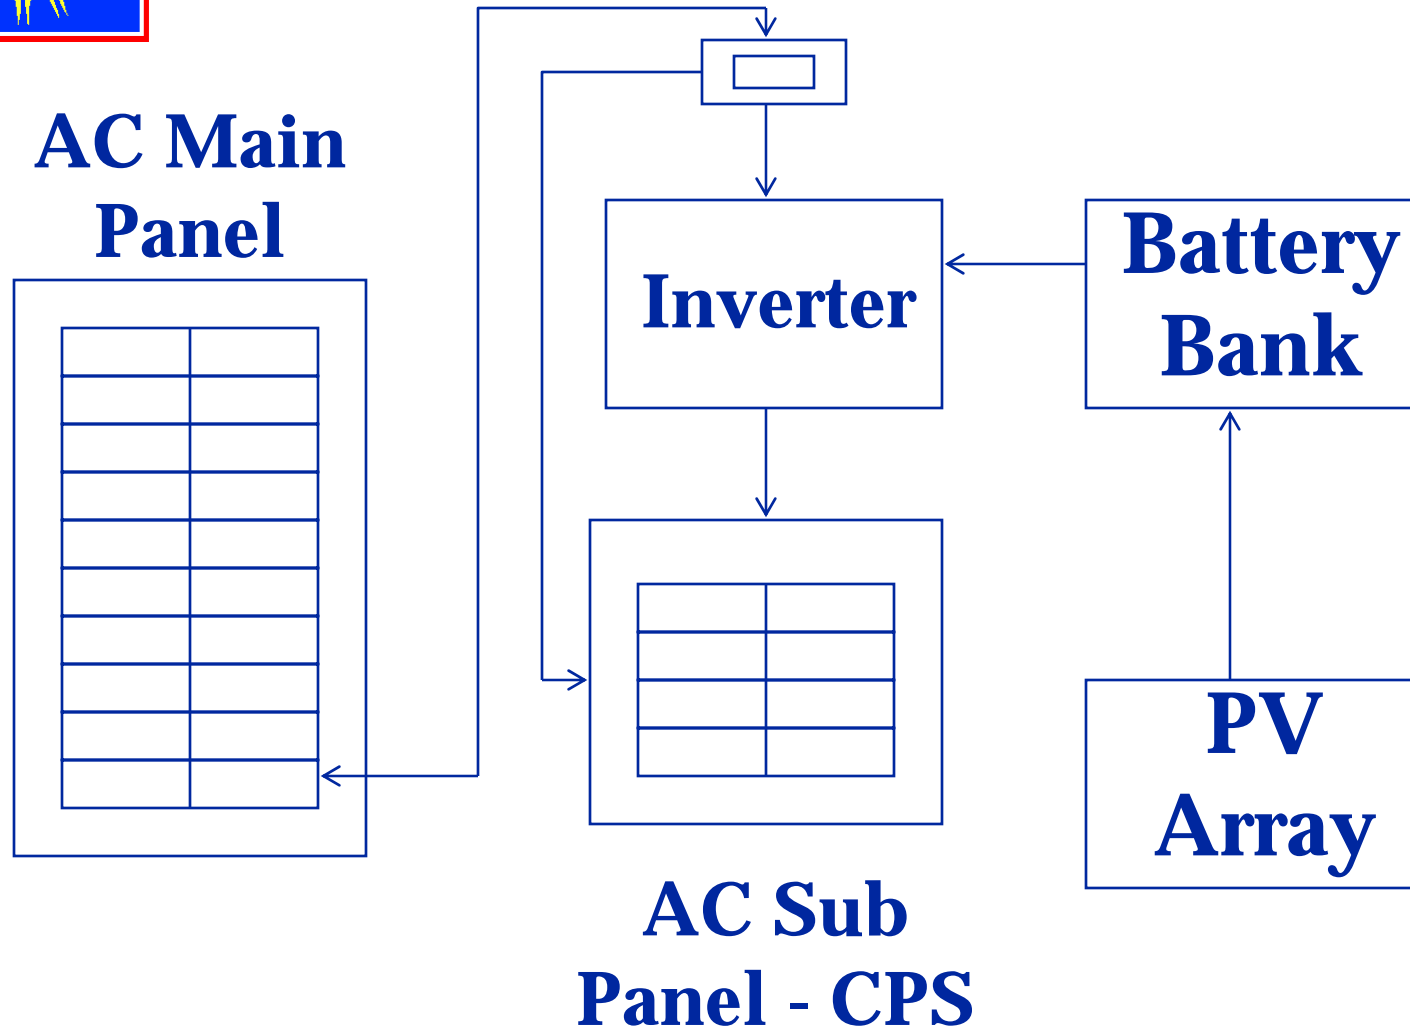 AC Main
Panel
Inverter
Battery
Bank
PV
Array
AC Sub
Panel - CPS